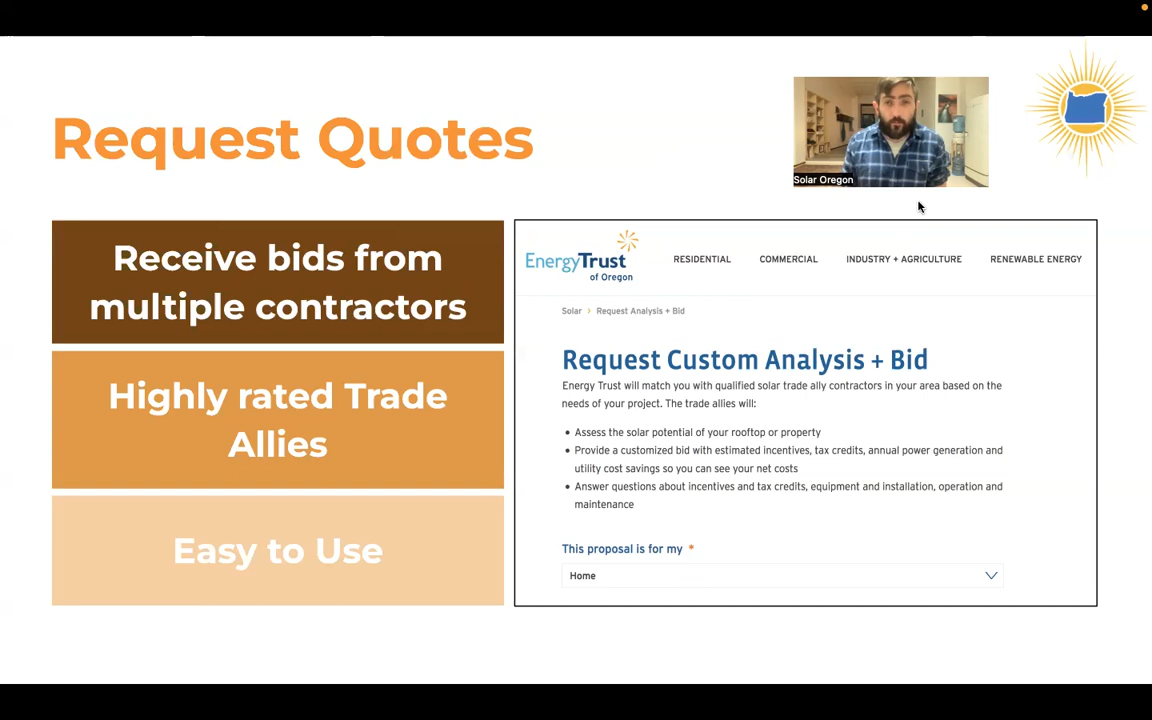 Request Quotes
Solar Oregon
Receive bids from
multiple contractors
Highly rated Trade
Allies
Easy to Use
EnergyTrust
of Oregon
RESIDENTIAL COMMERCIAL INDUSTRY + AGRICULTURE RENEWABLE ENERGY
Solar > Request Analysis + Bid
Request Custom Analysis + Bid
Energy Trust will match you with qualified solar trade ally contractors in your area based on the
needs of your project. The trade allies will:
• Assess the solar potential of your rooftop or property
• Provide a customized bid with estimated incentives, tax credits, annual power generation and
utility cost savings so you can see your net costs
• Answer questions about incentives and tax credits, equipment and installation, operation and
maintenance
This proposal is for my *
Home